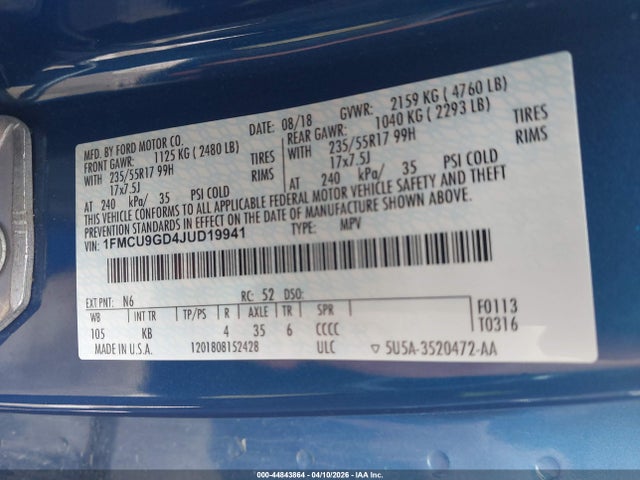 MFD. BY FORD MOTOR CO. DATE: 08/18 GVWR: 2159 KG ( 4760 LB)
FRONT GAWR: 1125 KG ( 2480 LB) REAR GAWR: 1040 KG ( 2293 LB)
WITH 235/55R17 99H TIRES WITH 235/55R17 99H TIRES
17x7.5J RIMS 17x7.5J RIMS
AT 240 kPa/ 35 PSI COLD AT 240 kPa/ 35 PSI COLD
THIS VEHICLE CONFORMS TO ALL APPLICABLE FEDERAL MOTOR VEHICLE SAFETY AND THEFT
PREVENTION STANDARDS IN EFFECT ON THE DATE OF MANUFACTURE SHOWN ABOVE.
VIN: 1FMCU9GD4JUD19941 TYPE: MPV
EXT PNT: N6 RC: 52 DSO: F0113
WB INT TR TP/PS R AXLE TR SPR T0316
105 KB 4 35 6 CCCC
MADE IN U.S.A. 1201808152428 ULC 5U5A-3520472-AA
000-44843864 - 04/10/2026 - IAA Inc.